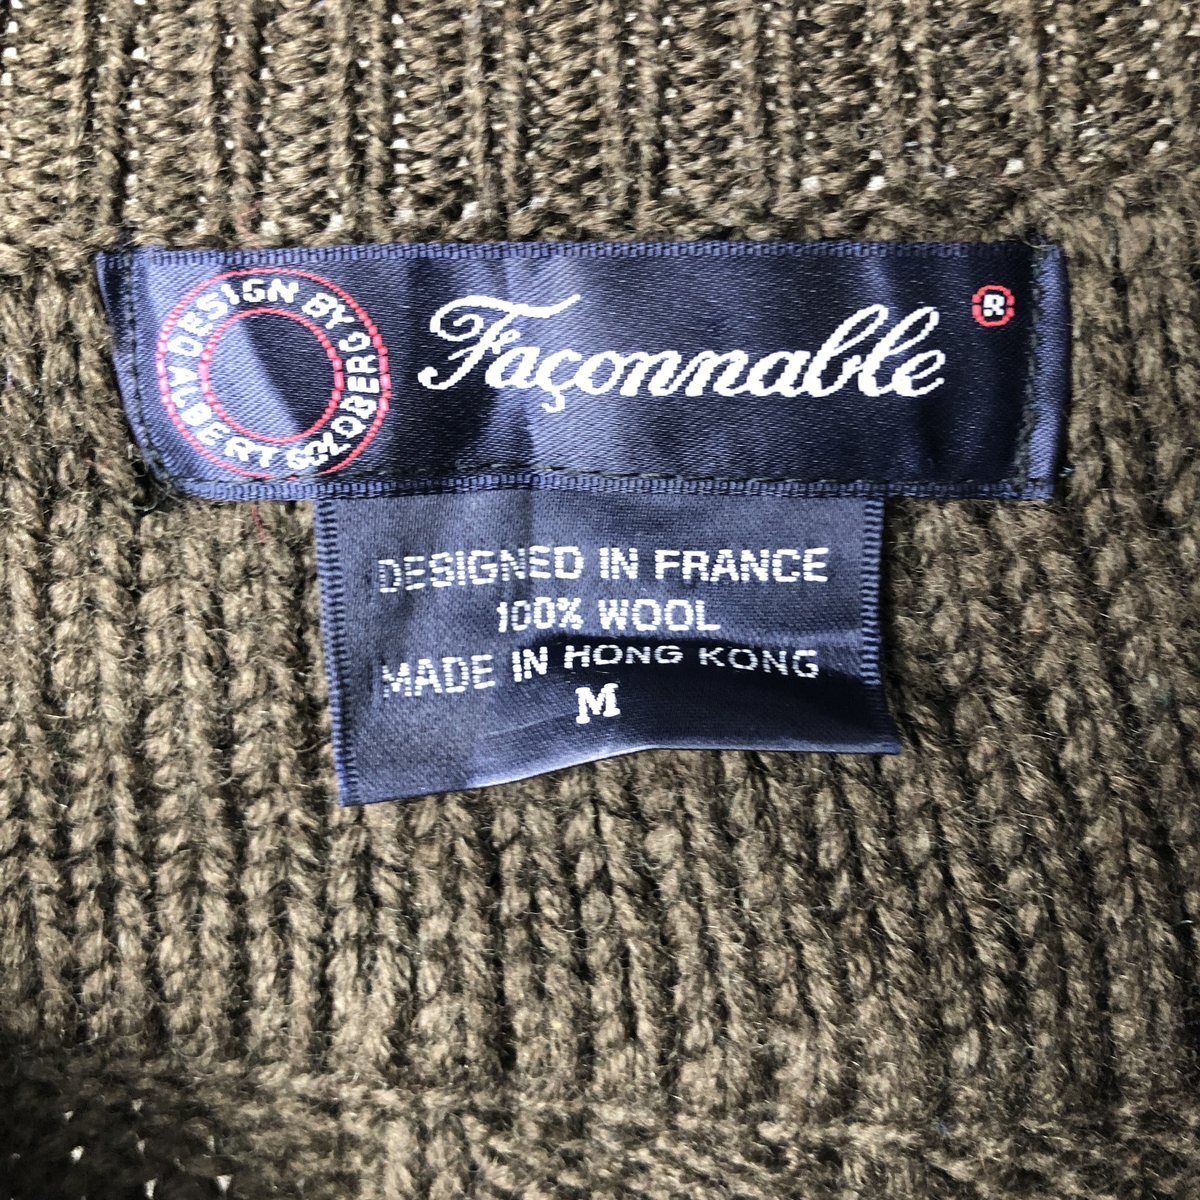 DESIGN BY ALBERT GOLDBERG
Façonnable ®
DESIGNED IN FRANCE
100% WOOL
MADE IN HONG KONG
M